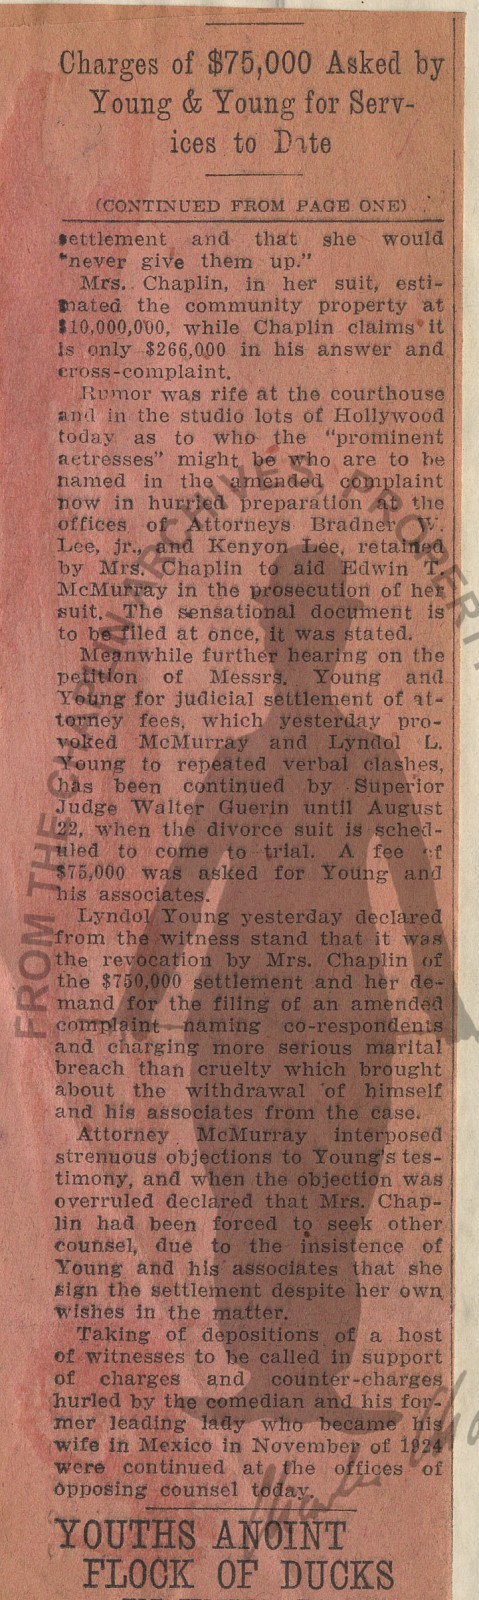 Charges of $75,000 Asked by
Young & Young for Serv-
ices to Date
(CONTINUED FROM PAGE ONE)
settlement and that she would
"never give them up."
Mrs. Chaplin, in her suit, esti-
mated the community property at
$10,000,000, while Chaplin claims it
is only $266,000 in his answer and
cross-complaint.
Rumor was rife at the courthouse
and in the studio lots of Hollywood
today as to who the "prominent
actresses" might be who are to be
named in the amended complaint
now in hurried preparation at the
offices of Attorneys Bradner W.
Lee, jr., and Kenyon Lee, retained
by Mrs. Chaplin to aid Edwin T.
McMurray in the prosecution of her
suit. The sensational document is
to be filed at once, it was stated.
Meanwhile further hearing on the
petition of Messrs. Young and
Young for judicial settlement of at-
torney fees, which yesterday pro-
voked McMurray and Lyndol L.
Young to repeated verbal clashes,
has been continued by Superior
Judge Walter Guerin until August
22, when the divorce suit is sched-
uled to come to trial. A fee of
$75,000 was asked for Young and
his associates.
Lyndol Young yesterday declared
from the witness stand that it was
the revocation by Mrs. Chaplin of
the $750,000 settlement and her de-
mand for the filing of an amended
complaint naming co-respondents
and charging more serious marital
breach than cruelty which brought
about the withdrawal of himself
and his associates from the case.
Attorney McMurray interposed
strenuous objections to Young's tes-
timony, and when the objection was
overruled declared that Mrs. Chap-
lin had been forced to seek other
counsel, due to the insistence of
Young and his associates that she
sign the settlement despite her own
wishes in the matter.
Taking of depositions of a host
of witnesses to be called in support
of charges and counter-charges
hurled by the comedian and his for-
mer leading lady who became his
wife in Mexico in November of 1924
were continued at the offices of
opposing counsel today.
YOUTHS ANOINT
FLOCK OF DUCKS
FROM THE CHAPLIN ARCHIVES, PROPERT